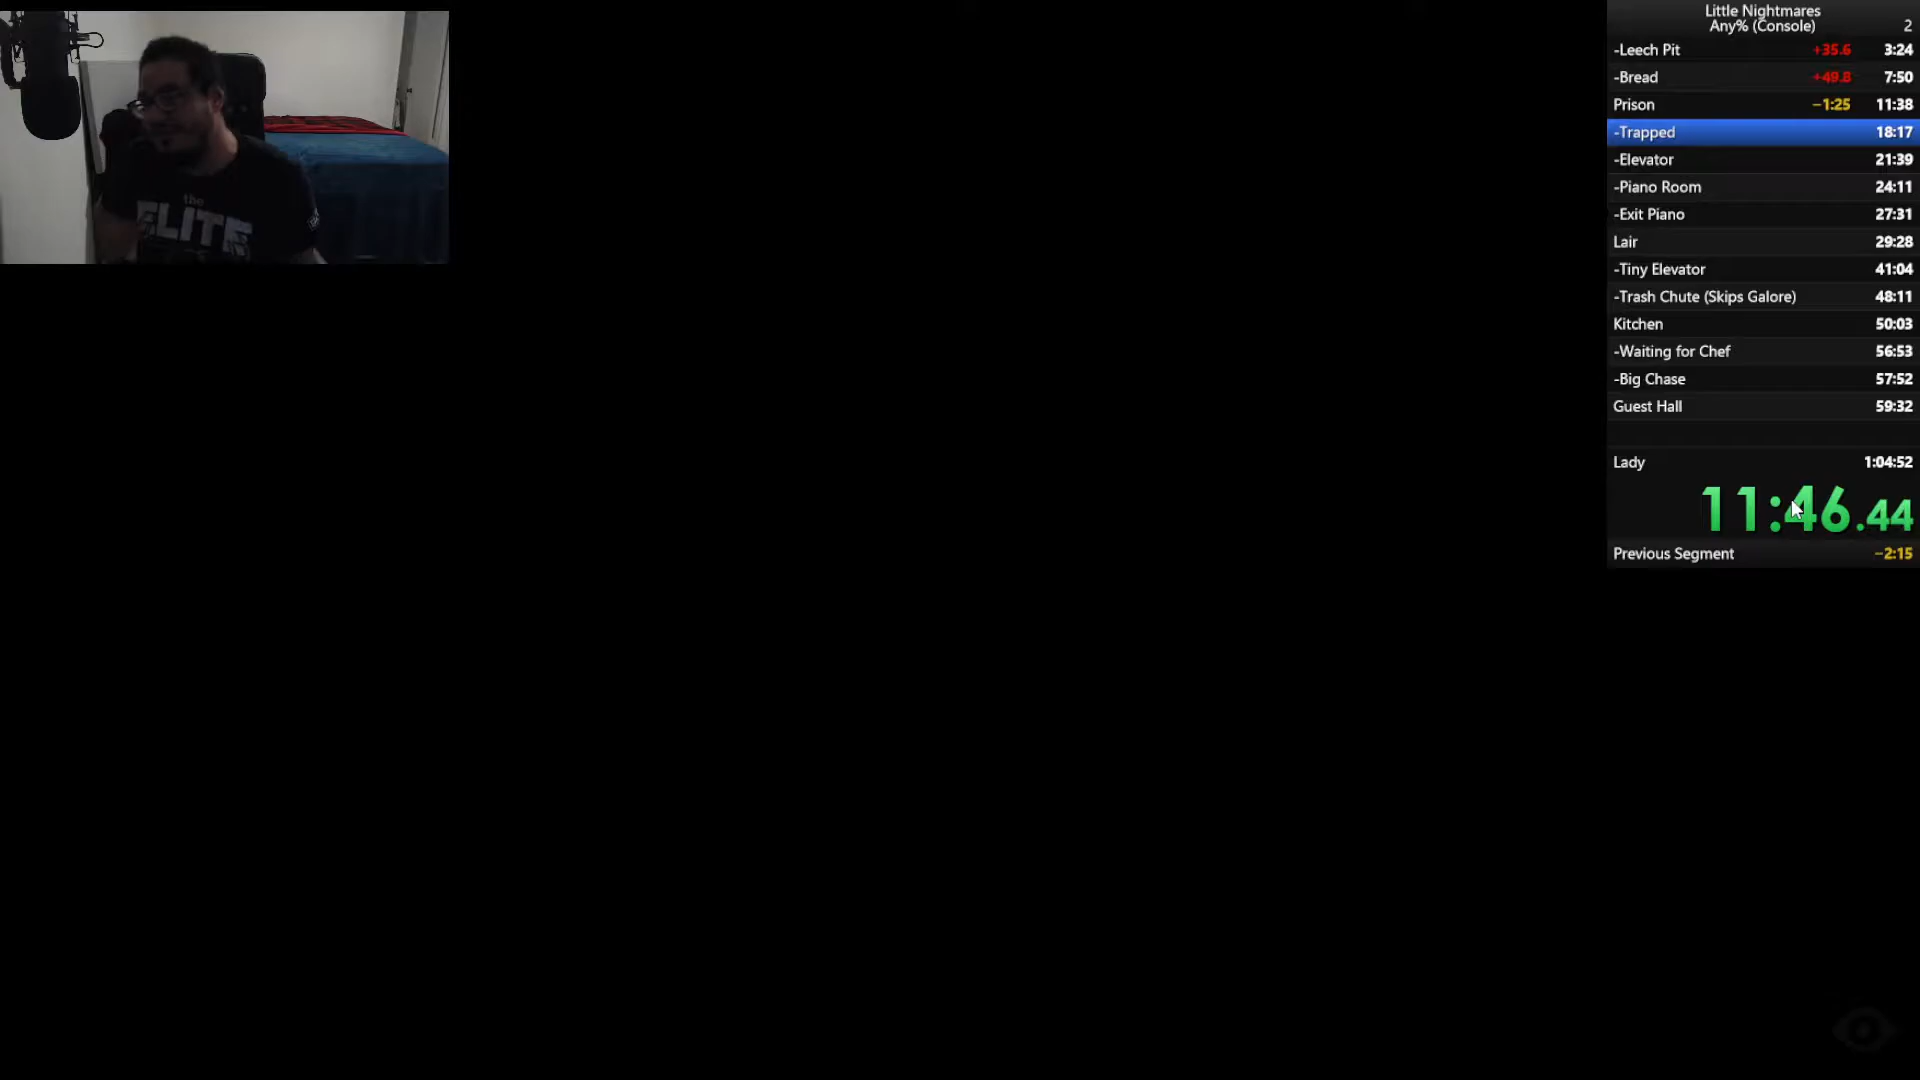 the
ELITE
Little Nightmares
Any% (Console) 2
-Leech Pit +35.6 3:24
-Bread +49.8 7:50
Prison −1:25 11:38
-Trapped 18:17
-Elevator 21:39
-Piano Room 24:11
-Exit Piano 27:31
Lair 29:28
-Tiny Elevator 41:04
-Trash Chute (Skips Galore) 48:11
Kitchen 50:03
-Waiting for Chef 56:53
-Big Chase 57:52
Guest Hall 59:32
Lady 1:04:52
11:46.44
Previous Segment −2:15